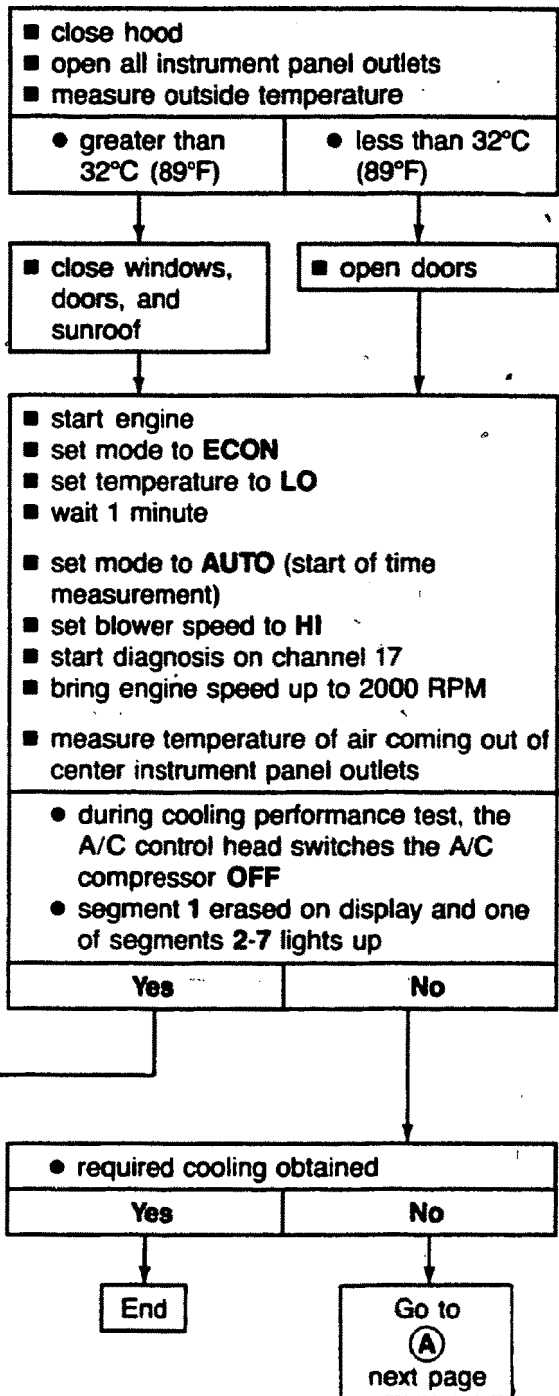 ■ close hood
■ open all instrument panel outlets
■ measure outside temperature
● greater than
32°C (89°F)
● less than 32°C
(89°F)
■ close windows,
doors, and
sunroof
■ open doors
■ start engine
■ set mode to ECON
■ set temperature to LO
■ wait 1 minute
■ set mode to AUTO (start of time
measurement)
■ set blower speed to HI
■ start diagnosis on channel 17
■ bring engine speed up to 2000 RPM
■ measure temperature of air coming out of
center instrument panel outlets
● during cooling performance test, the
A/C control head switches the A/C
compressor OFF
● segment 1 erased on display and one
of segments 2-7 lights up
Yes
No
● required cooling obtained
Yes
No
End
Go to
A
next page